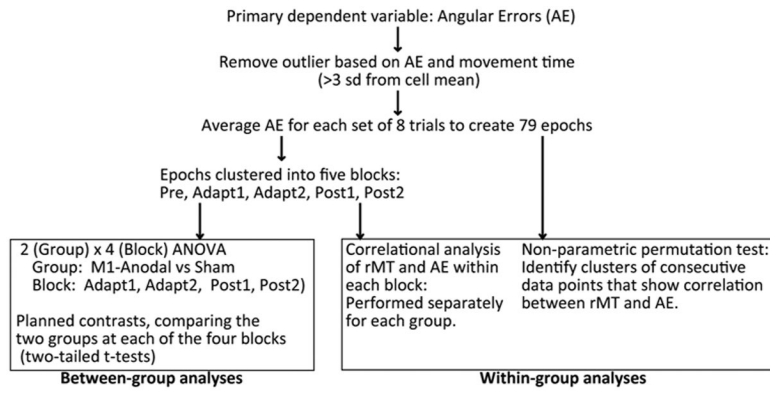 Primary dependent variable: Angular Errors (AE)
Remove outlier based on AE and movement time
(>3 sd from cell mean)
Average AE for each set of 8 trials to create 79 epochs
Epochs clustered into five blocks:
Pre, Adapt1, Adapt2, Post1, Post2
2 (Group) x 4 (Block) ANOVA
Group: M1-Anodal vs Sham
Block: Adapt1, Adapt2, Post1, Post2)
Planned contrasts, comparing the
two groups at each of the four blocks
(two-tailed t-tests)
Between-group analyses
Correlational analysis
of rMT and AE within
each block:
Performed separately
for each group.
Non-parametric permutation test:
Identify clusters of consecutive
data points that show correlation
between rMT and AE.
Within-group analyses